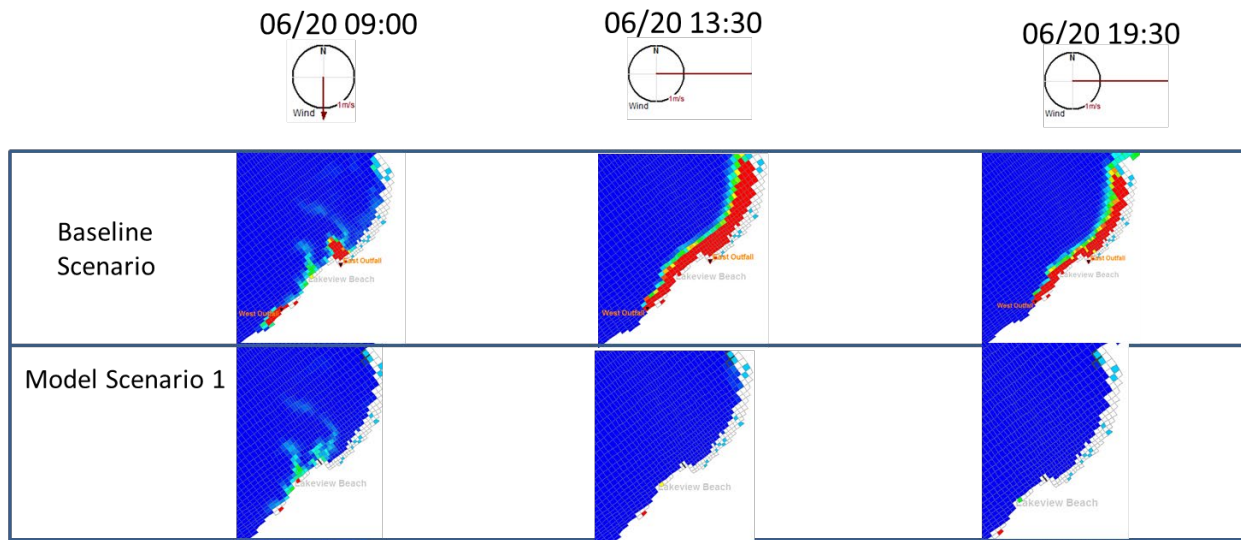 06/20 09:00
06/20 13:30
06/20 19:30
N
1m/s
Wind
N
1m/s
Wind
N
1m/s
Wind
Baseline
Scenario
East Outfall
Lakeview Beach
West Outfall
East Outfall
Lakeview Beach
West Outfall
East Outfall
Lakeview Beach
West Outfall
Model Scenario 1
Lakeview Beach
Lakeview Beach
Lakeview Beach